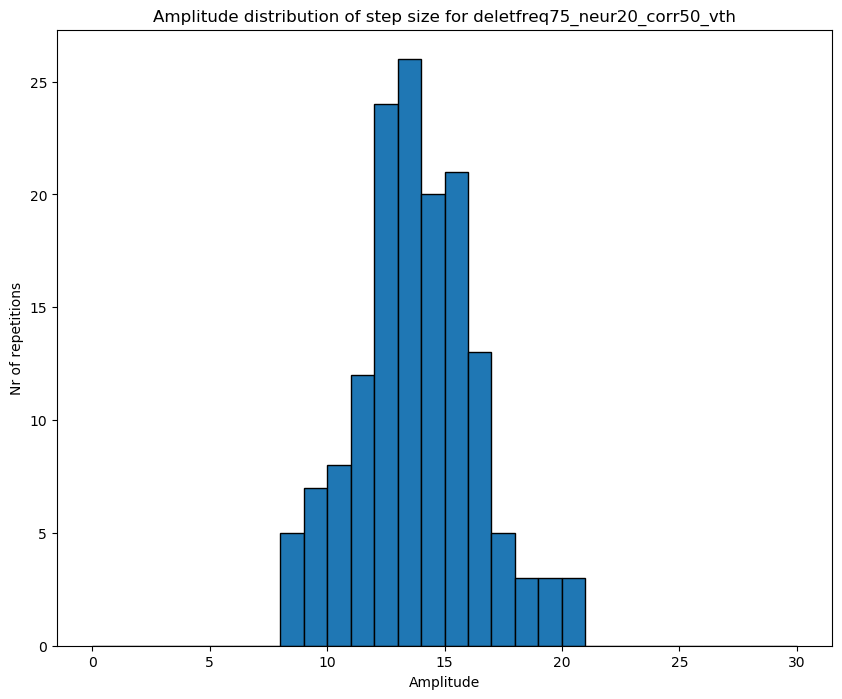 Amplitude distribution of step size for deletfreq75_neur20_corr50_vth
25
20
15
10
5
0
Nr of repetitions
0 5 10 15 20 25 30
Amplitude